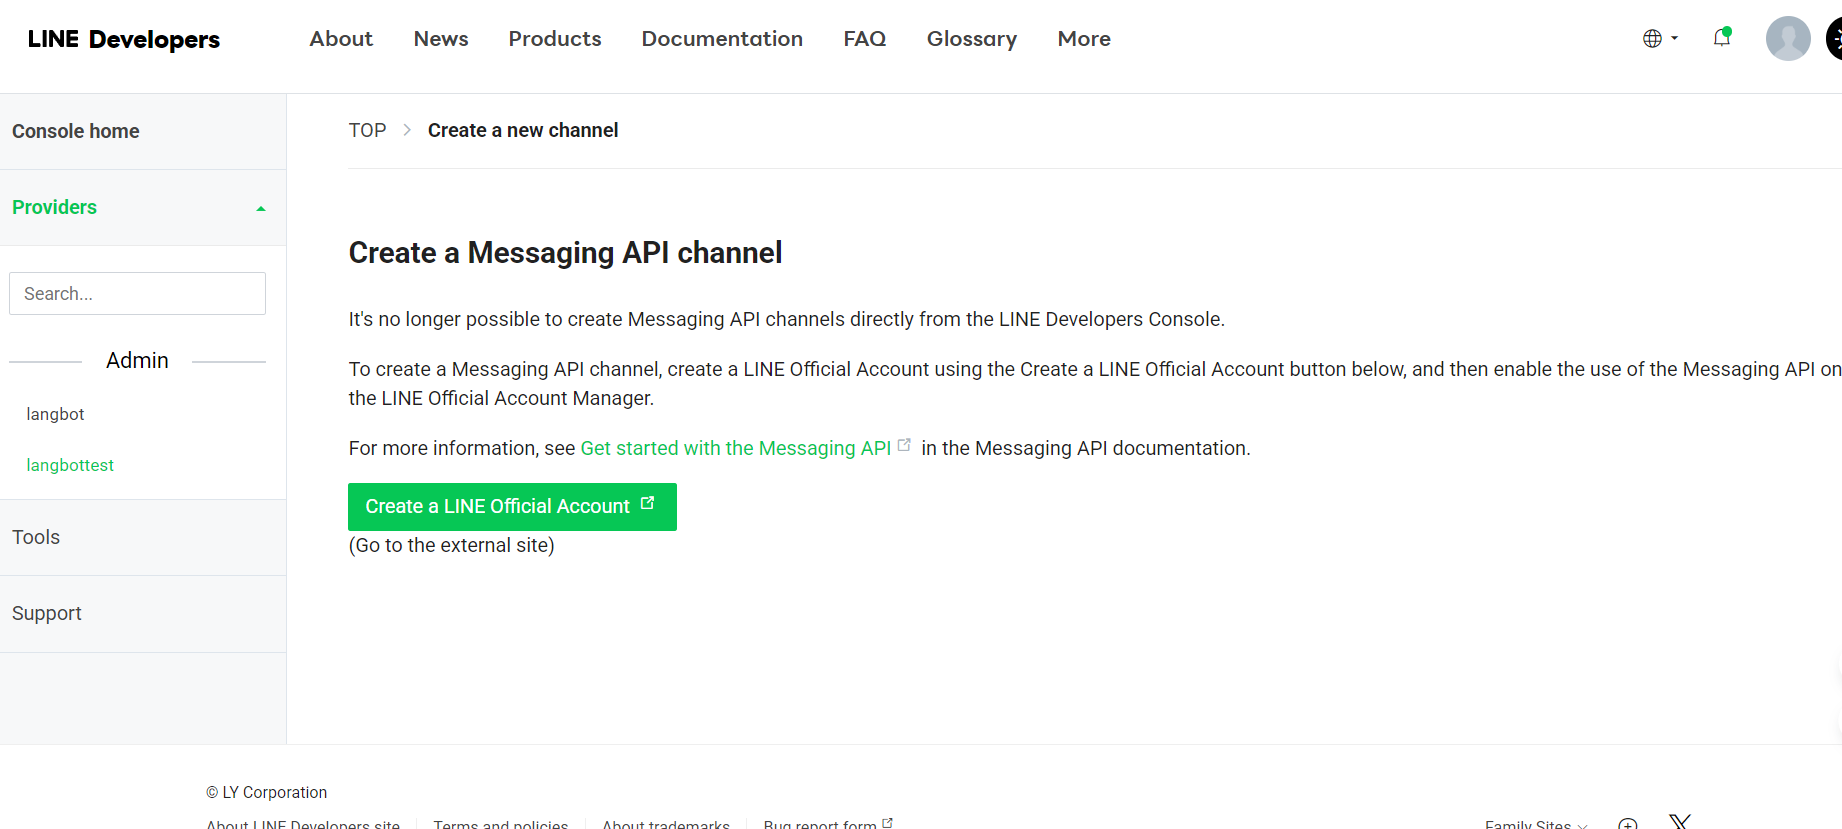 LINE Developers
About News Products Documentation FAQ Glossary More
Console home
Providers
Search...
Admin
langbot
langbottest
Tools
Support
TOP > Create a new channel
Create a Messaging API channel
It's no longer possible to create Messaging API channels directly from the LINE Developers Console.
To create a Messaging API channel, create a LINE Official Account using the Create a LINE Official Account button below, and then enable the use of the Messaging API on
the LINE Official Account Manager.
For more information, see Get started with the Messaging API in the Messaging API documentation.
Create a LINE Official Account
(Go to the external site)
© LY Corporation
About LINE Developers site Terms and policies About trademarks Bug report form
Family Sites